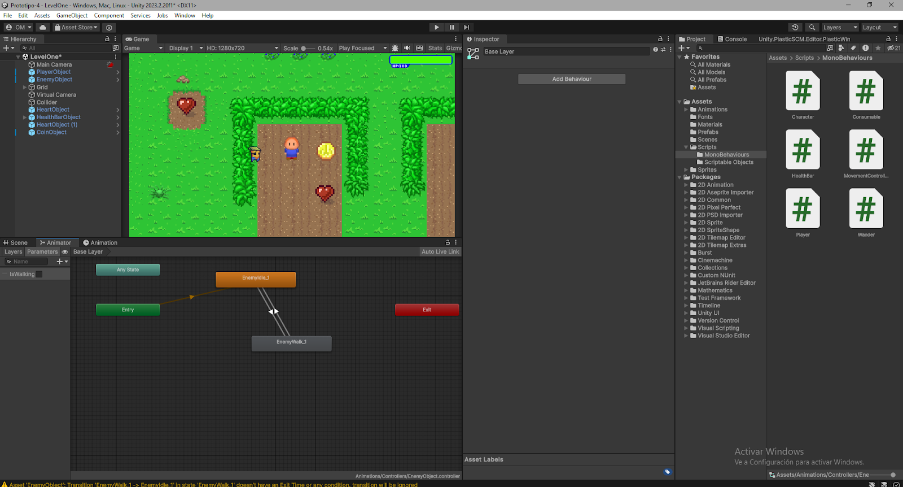 Prototipo-4 - LevelOne - Windows, Mac, Linux - Unity 2023.2.20f1* <DX11>
File Edit Assets GameObject Component Services Jobs Window Help
DM Asset Store Layers Layout
Hierarchy
All
LevelOne*
Main Camera
PlayerObject
EnemyObject
Grid
Virtual Camera
Collider
HeartObject
HealthBarObject
HeartObject (1)
CoinObject
Game
Game Display 1 HD: 1280x720 Scale 0.54x Play Focused Stats Gizmos
Scene Animator Animation
Layers Parameters Base Layer Auto Live Link
Name
isWalking
Any State
Entry
EnemyIdle_1
EnemyWalk_1
Exit
Animations/Controllers/EnemyObject.controller
Inspector
Base Layer
Add Behaviour
Asset Labels
Project Console Unity.PlasticSCM.Editor.PlasticWin
21
Favorites
All Materials
All Models
All Prefabs
Assets
Assets
Animations
Fonts
Materials
Prefabs
Scenes
Scripts
MonoBehaviours
Scriptable Objects
Sprites
Packages
2D Animation
2D Aseprite Importer
2D Common
2D Pixel Perfect
2D PSD Importer
2D Sprite
2D SpriteShape
2D Tilemap Editor
2D Tilemap Extras
Burst
Cinemachine
Collections
Custom NUnit
JetBrains Rider Editor
Mathematics
Test Framework
Timeline
Unity UI
Version Control
Visual Scripting
Visual Studio Editor
Assets > Scripts > MonoBehaviours
Character
Consumable
HealthBar
MovementControl...
Player
Wander
Activar Windows
Ve a Configuración para activar Windows.
Assets/Animations/Controllers/Ene
Asset 'EnemyObject': Transition 'EnemyWalk_1 -> EnemyIdle_1' in state 'EnemyWalk_1' doesn't have an Exit Time or any condition, transition will be ignored